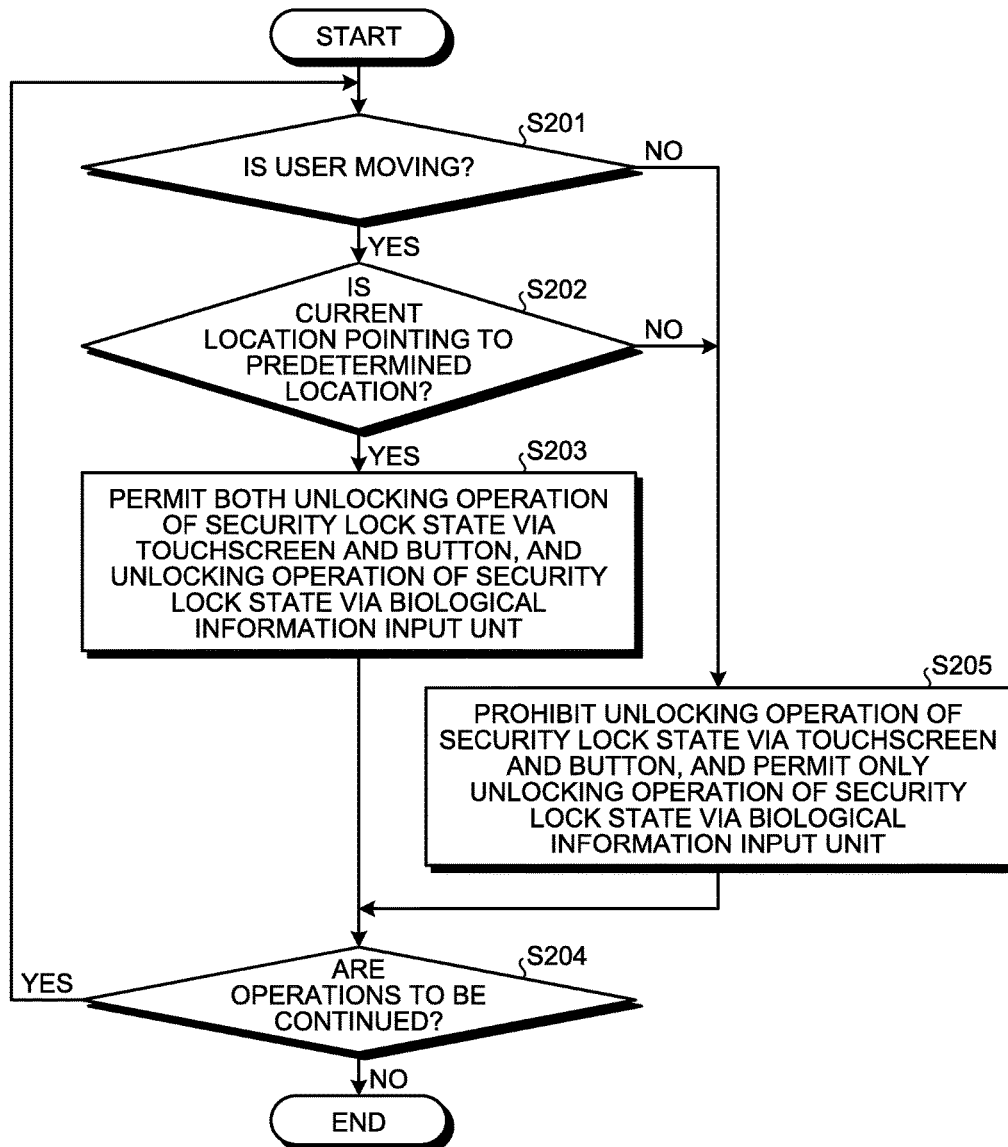 START
S201
IS USER MOVING?
NO
YES
S202
IS
CURRENT
LOCATION POINTING TO
PREDETERMINED
LOCATION?
NO
YES
S203
PERMIT BOTH UNLOCKING OPERATION
OF SECURITY LOCK STATE VIA
TOUCHSCREEN AND BUTTON, AND
UNLOCKING OPERATION OF SECURITY
LOCK STATE VIA BIOLOGICAL
INFORMATION INPUT UNT
S205
PROHIBIT UNLOCKING OPERATION OF
SECURITY LOCK STATE VIA TOUCHSCREEN
AND BUTTON, AND PERMIT ONLY
UNLOCKING OPERATION OF SECURITY
LOCK STATE VIA BIOLOGICAL
INFORMATION INPUT UNIT
S204
YES
ARE
OPERATIONS TO BE
CONTINUED?
NO
END